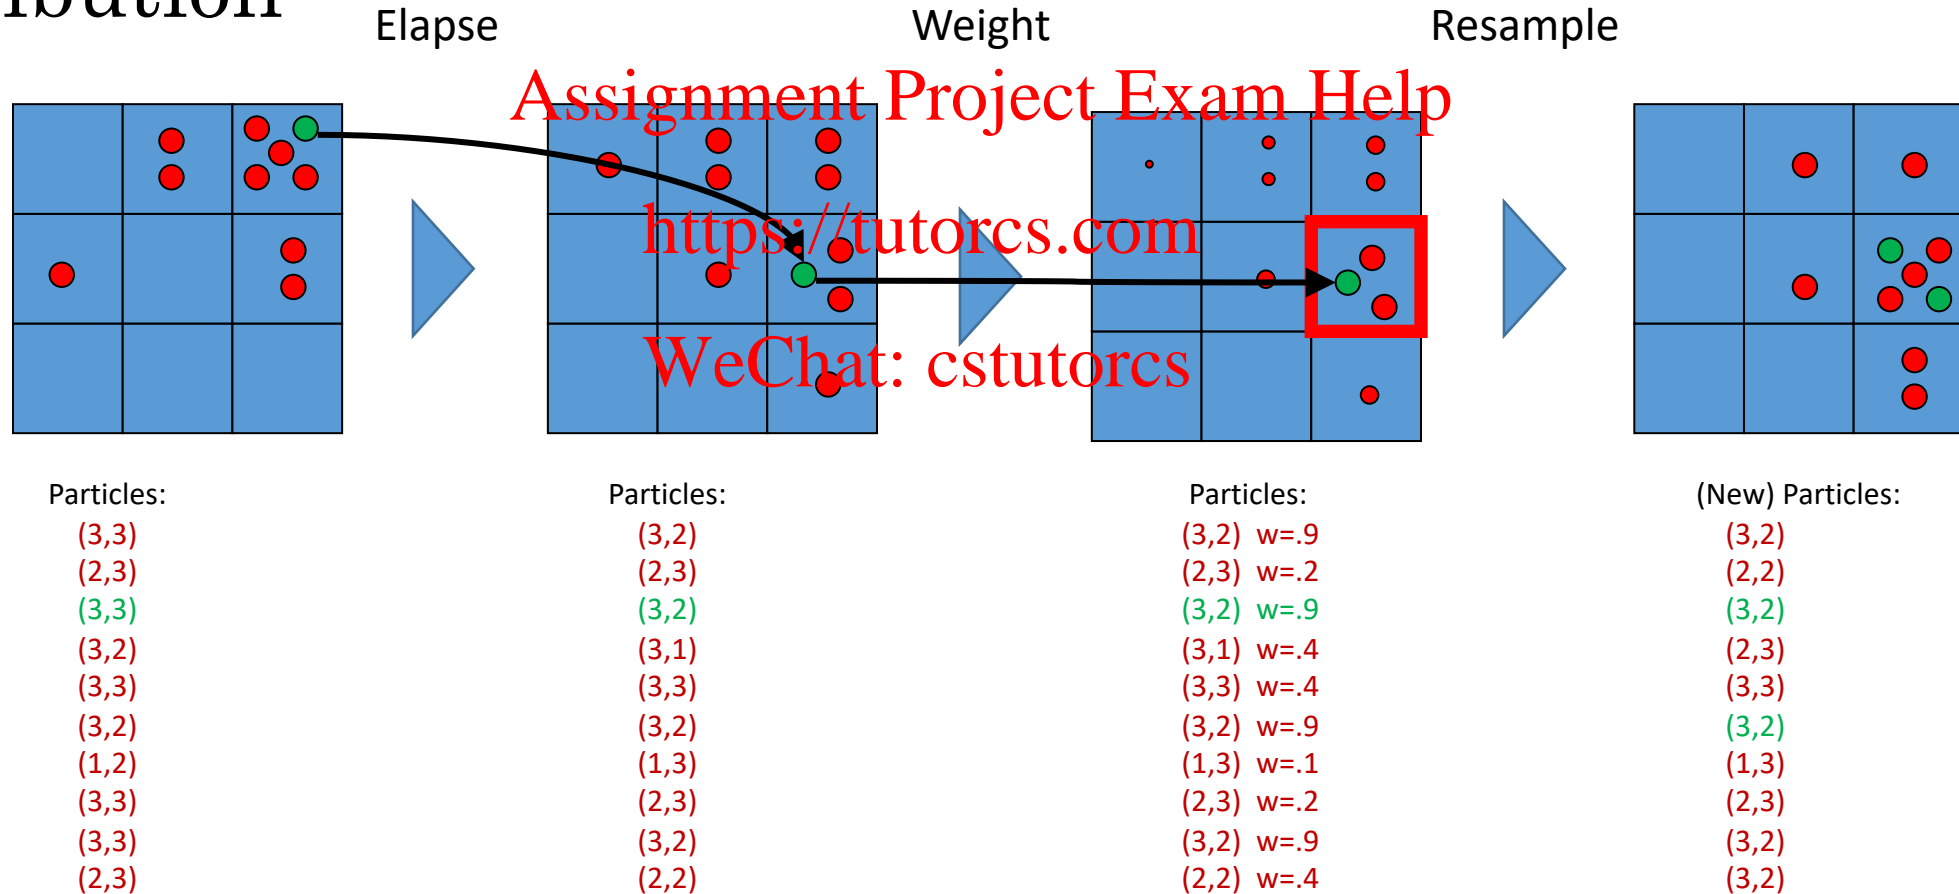 ibution
Elapse
Weight
Resample
Assignment Project Exam Help
https://tutorcs.com
WeChat: cstutorcs
Particles:
(3,3)
(2,3)
(3,3)
(3,2)
(3,3)
(3,2)
(1,2)
(3,3)
(3,3)
(2,3)
Particles:
(3,2)
(2,3)
(3,2)
(3,1)
(3,3)
(3,2)
(1,3)
(2,3)
(3,2)
(2,2)
Particles:
(3,2) w=.9
(2,3) w=.2
(3,2) w=.9
(3,1) w=.4
(3,3) w=.4
(3,2) w=.9
(1,3) w=.1
(2,3) w=.2
(3,2) w=.9
(2,2) w=.4
(New) Particles:
(3,2)
(2,2)
(3,2)
(2,3)
(3,3)
(3,2)
(1,3)
(2,3)
(3,2)
(3,2)